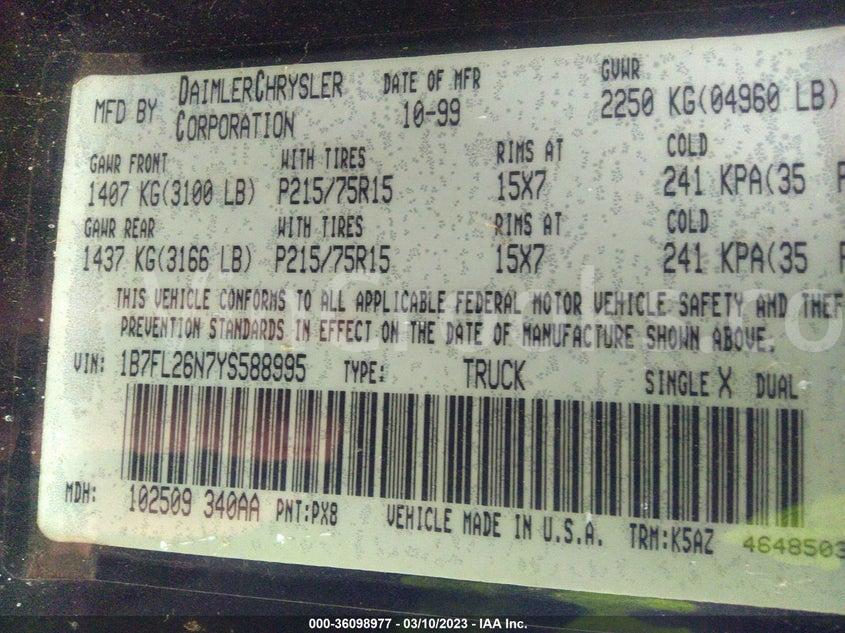 MFD BY DAIMLERCHRYSLER CORPORATION DATE OF MFR 10-99 GVWR 2250 KG(04960 LB)
GAWR FRONT WITH TIRES RIMS AT COLD
1407 KG(3100 LB) P215/75R15 15X7 241 KPA(35 P
GAWR REAR WITH TIRES RIMS AT COLD
1437 KG(3166 LB) P215/75R15 15X7 241 KPA(35 P
THIS VEHICLE CONFORMS TO ALL APPLICABLE FEDERAL MOTOR VEHICLE SAFETY AND THEF
PREVENTION STANDARDS IN EFFECT ON THE DATE OF MANUFACTURE SHOWN ABOVE.
VIN: 1B7FL26N7YS588995 TYPE: TRUCK SINGLE X DUAL
MDH: 102509 340AA PNT:PX8 VEHICLE MADE IN U.S.A. TRM:K5AZ 4648503
000-36098977 - 03/10/2023 - IAA Inc.